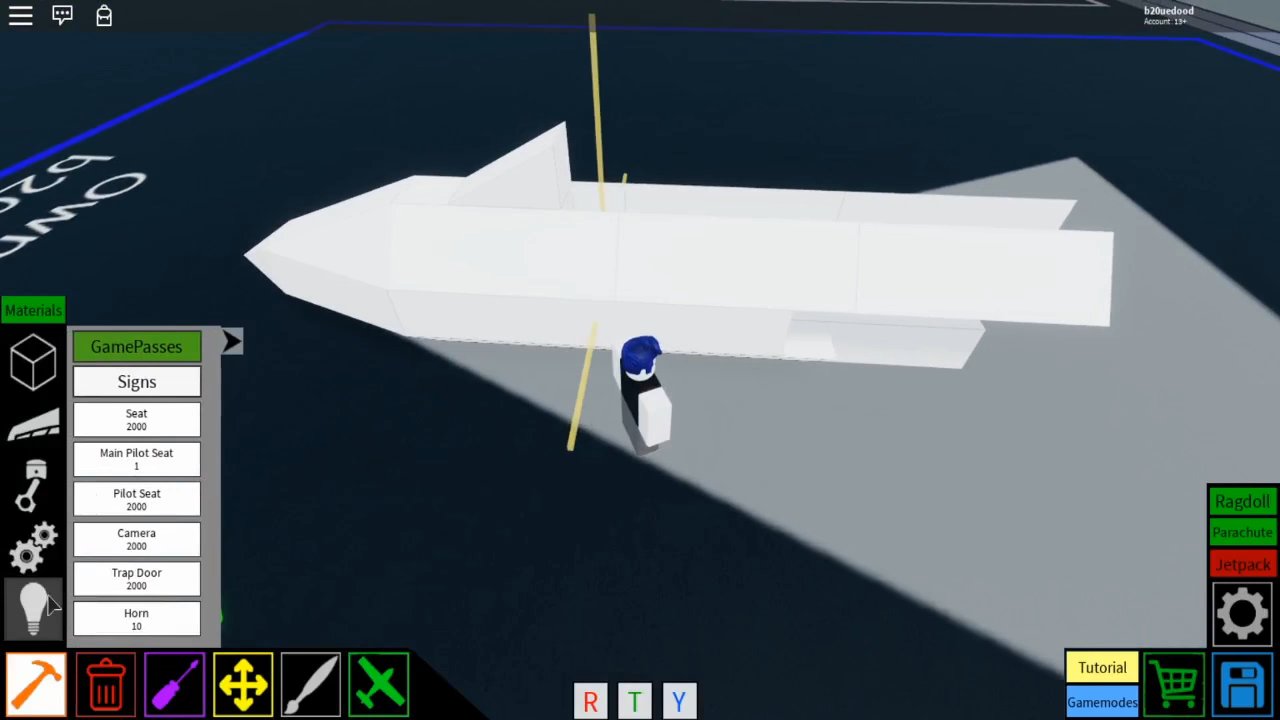 b20uedood
Account: 13+
Materials
GamePasses
Signs
Seat
2000
Main Pilot Seat
1
Pilot Seat
2000
Camera
2000
Trap Door
2000
Horn
10
Ragdoll
Parachute
Jetpack
Tutorial
Gamemodes
R T Y